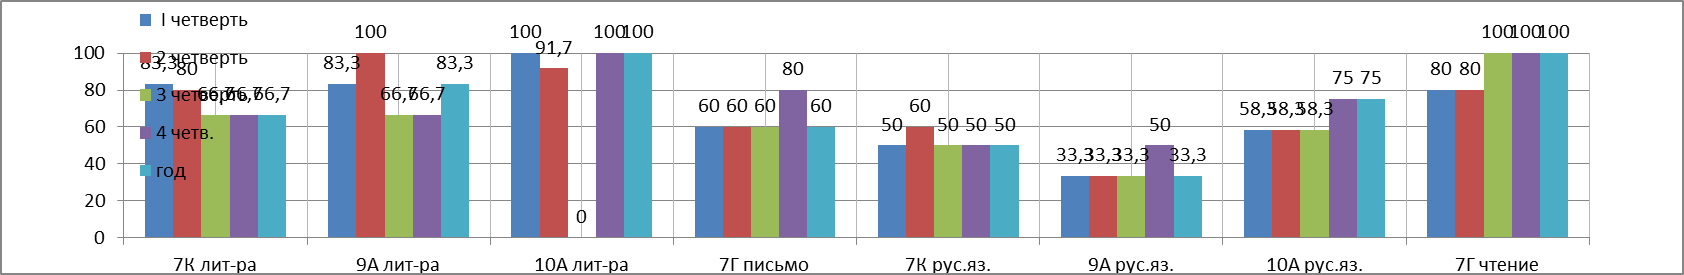 I четверть
2 четверть
3 четверть
4 четв.
год
100
80
60
40
20
0
83,3 80 66,7 66,7 66,7
83,3 100 66,7 66,7 83,3
100 91,7 0 100 100
60 60 60 80 60
50 60 50 50 50
33,3 33,3 33,3 50 33,3
58,3 58,3 58,3 75 75
80 80 100 100 100
7К лит-ра 9А лит-ра 10А лит-ра 7Г письмо 7К рус.яз. 9А рус.яз. 10А рус.яз. 7Г чтение